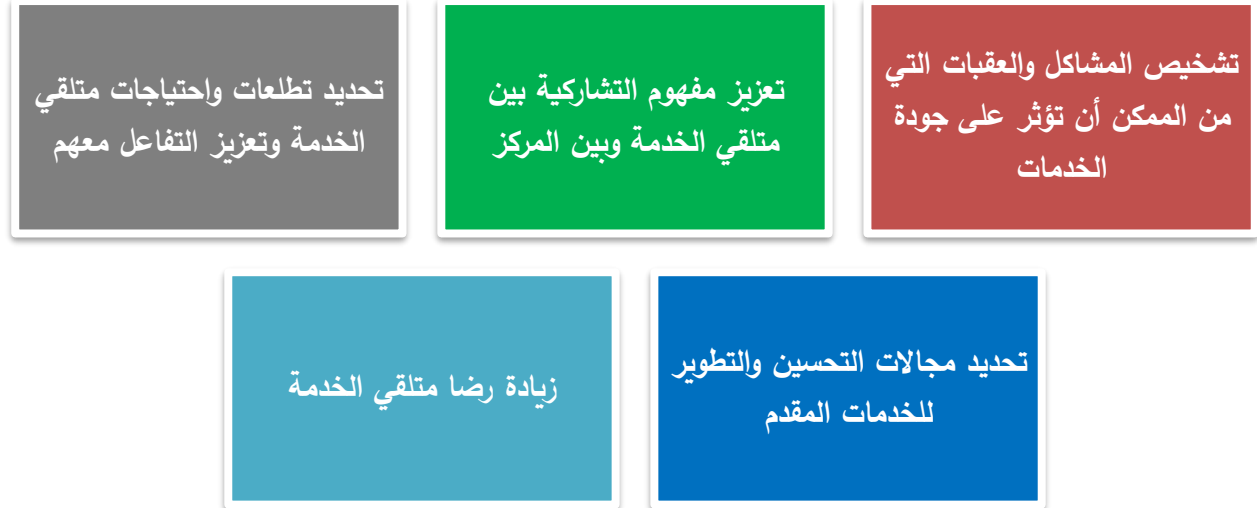 تشخيص المشاكل والعقبات التي
من الممكن أن تؤثر على جودة
الخدمات
تعزيز مفهوم التشاركية بين
متلقي الخدمة وبين المركز
تحديد تطلعات واحتياجات متلقي
الخدمة وتعزيز التفاعل معهم
تحديد مجالات التحسين والتطوير
للخدمات المقدم
زيادة رضا متلقي الخدمة